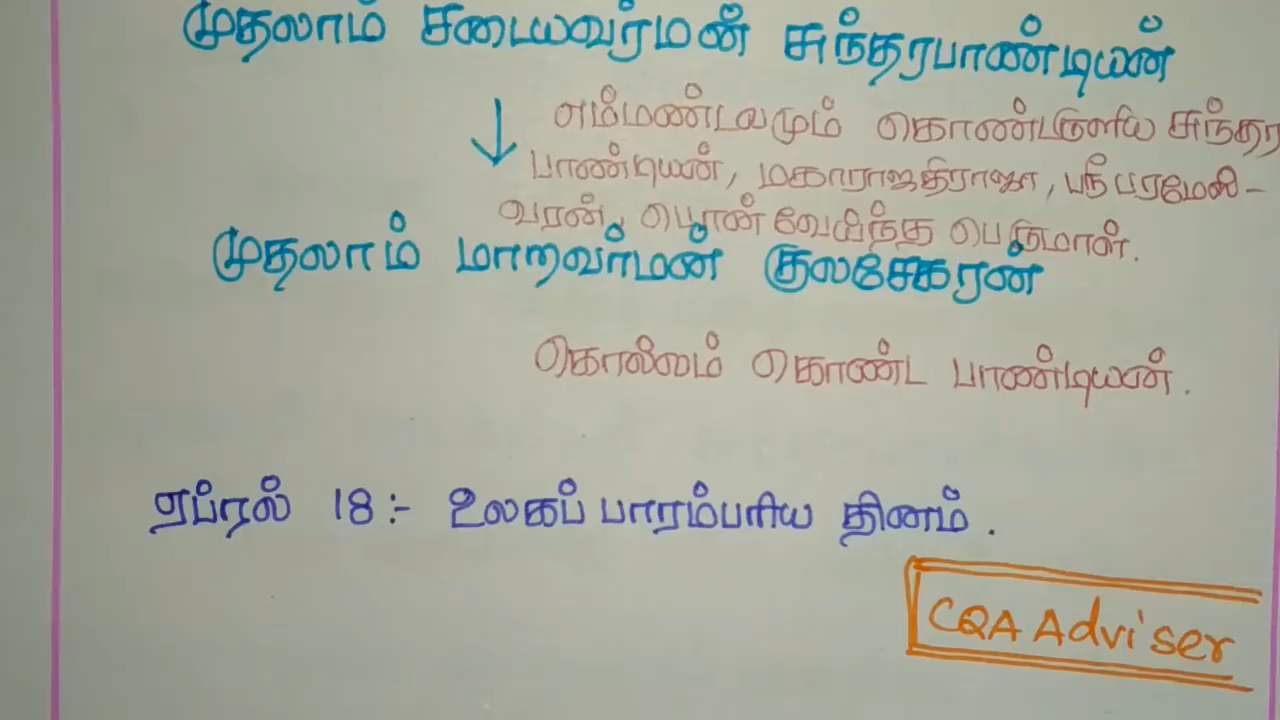 முதலாம் சடையவர்மன் சுந்தரபாண்டியன்
எம்மண்டலமும் கொண்டருளிய சுந்தர
பாண்டியன், மகாராஜதிராஜா, ஸ்ரீ பரமேஸ்-
வரன், பொன் வேய்ந்த பெருமாள்.
முதலாம் மாறவர்மன் குலசேகரன்
கொல்லம் கொண்ட பாண்டியன்.
ஏப்ரல் 18:- உலகப் பாரம்பரிய தினம்.
CQA Adviser